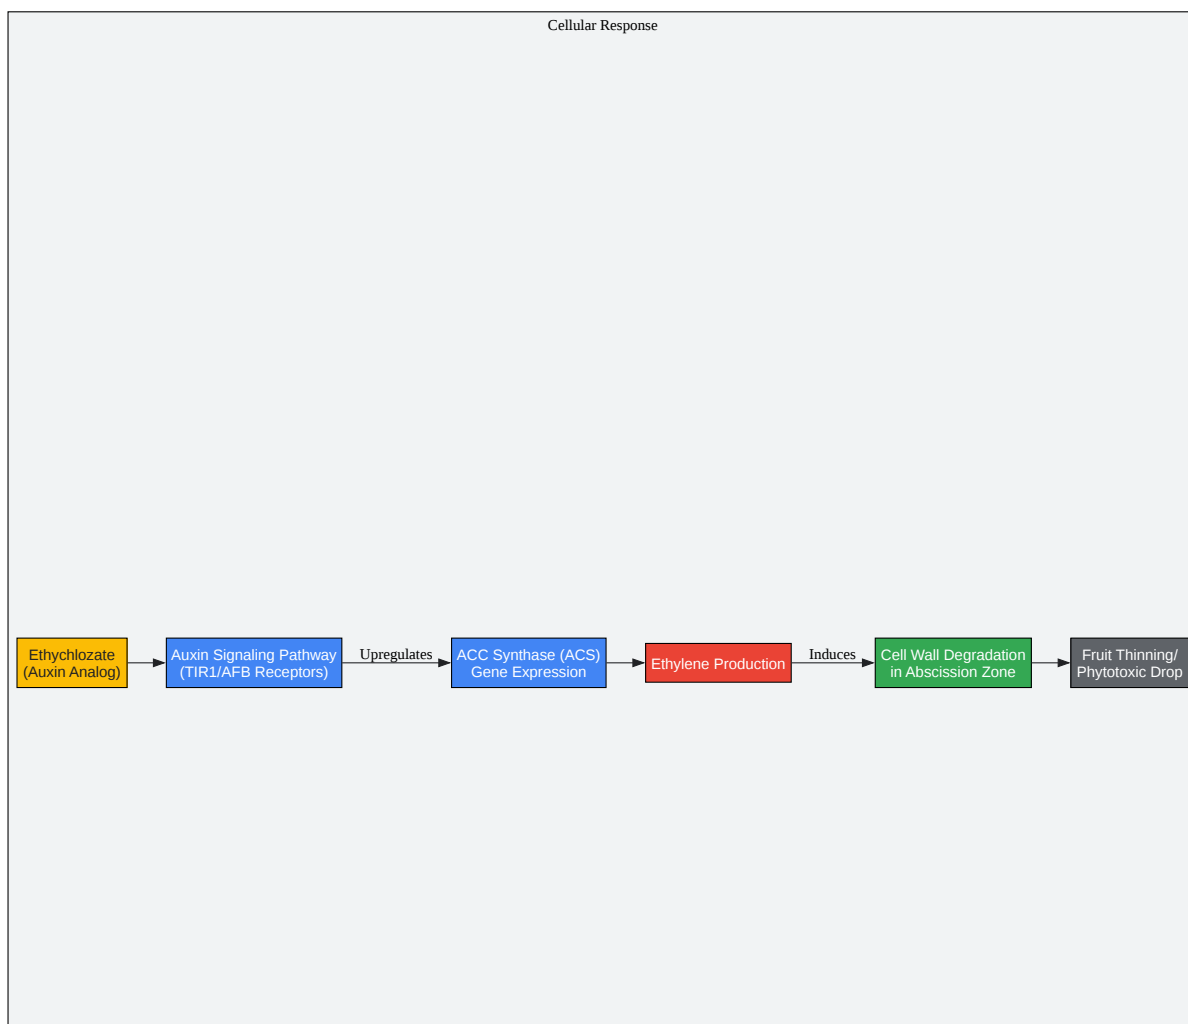 Cellular Response
Ethychlozate
(Auxin Analog)
Auxin Signaling Pathway
(TIR1/AFB Receptors)
Upregulates
ACC Synthase (ACS)
Gene Expression
Ethylene Production
Induces
Cell Wall Degradation
in Abscission Zone
Fruit Thinning/
Phytotoxic Drop